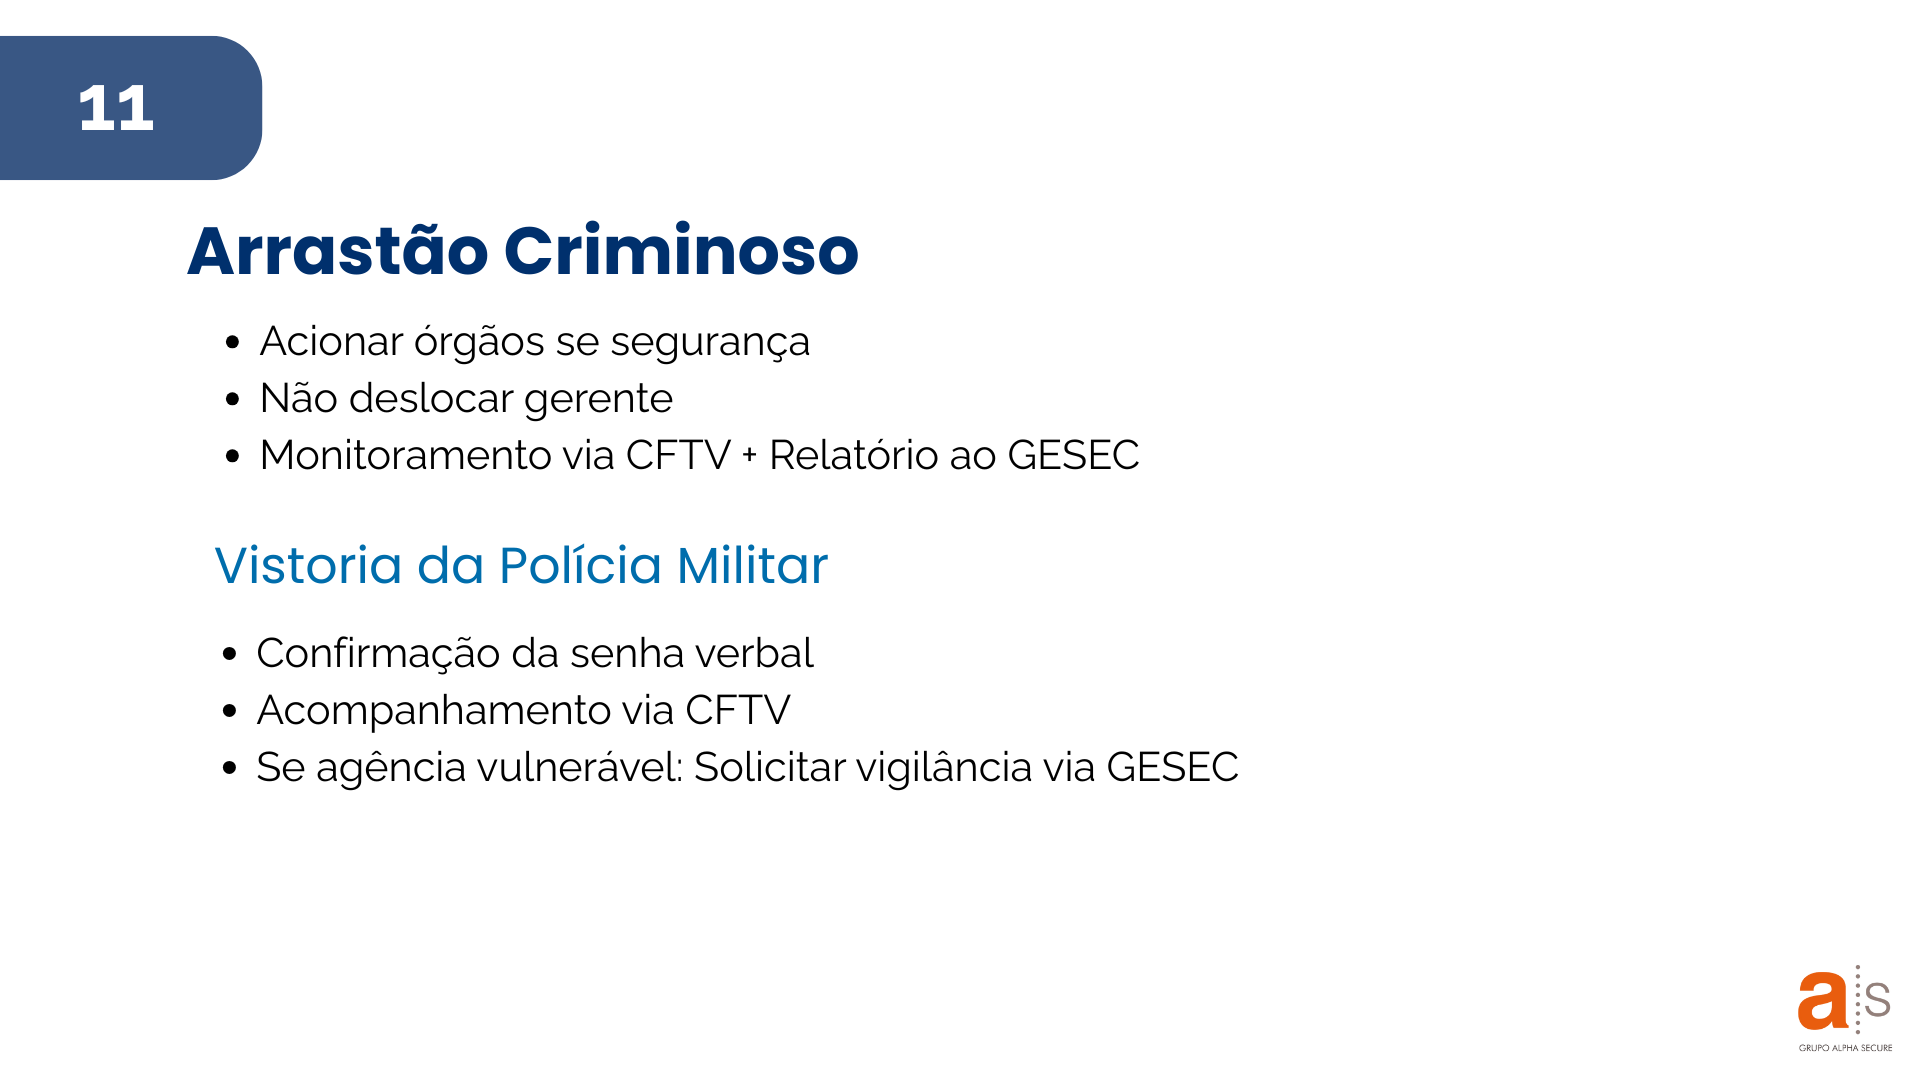 11
Arrastão Criminoso
• Acionar órgãos se segurança
• Não deslocar gerente
• Monitoramento via CFTV + Relatório ao GESEC
Vistoria da Polícia Militar
• Confirmação da senha verbal
• Acompanhamento via CFTV
• Se agência vulnerável: Solicitar vigilância via GESEC
a s
GRUPO ALPHA SECURE